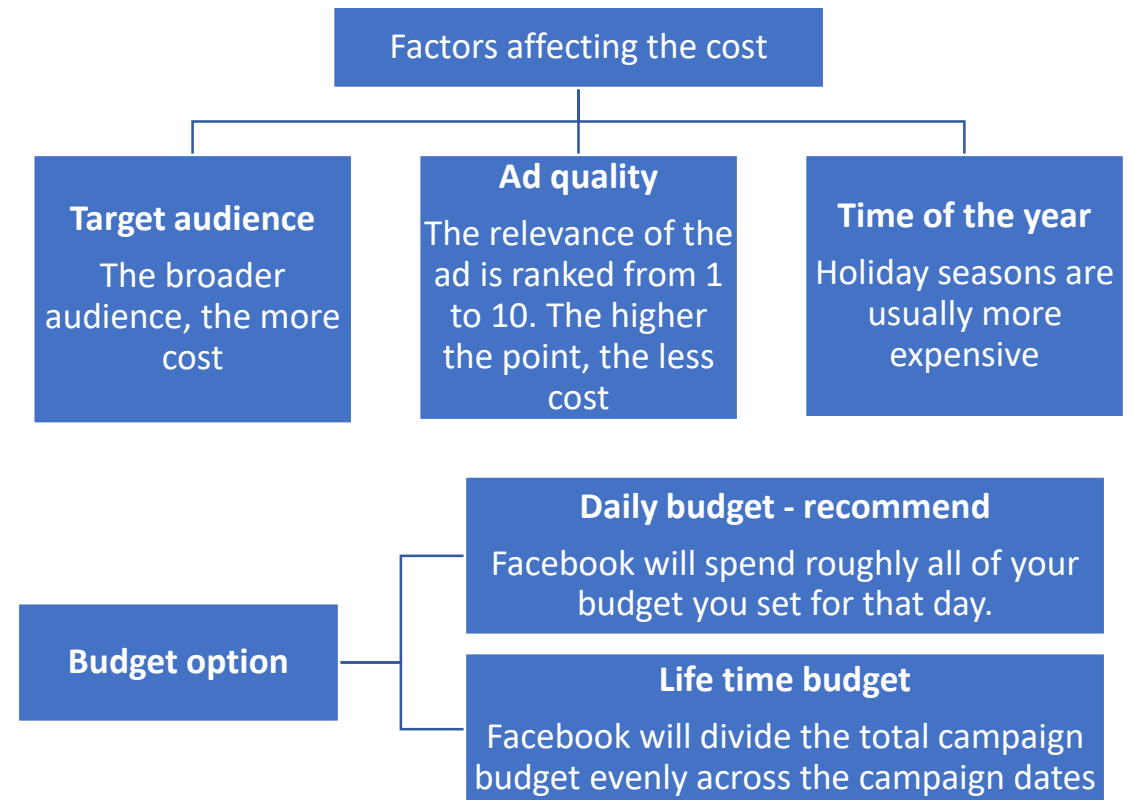 Factors affecting the cost
Target audience
The broader
audience, the more
cost
Ad quality
The relevance of the
ad is ranked from 1
to 10. The higher
the point, the less
cost
Time of the year
Holiday seasons are
usually more
expensive
Budget option
Daily budget - recommend
Facebook will spend roughly all of your
budget you set for that day.
Life time budget
Facebook will divide the total campaign
budget evenly across the campaign dates